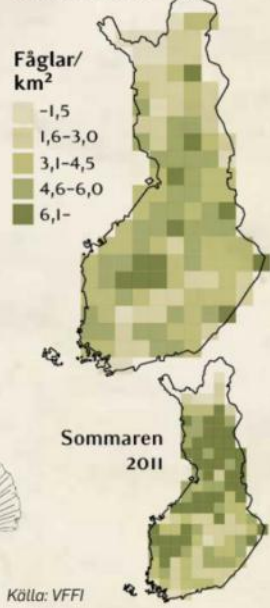 Fåglar/
km²
-1,5
1,6-3,0
3,1-4,5
4,6-6,0
6,1-
Sommaren
2011
Källa: VFFI